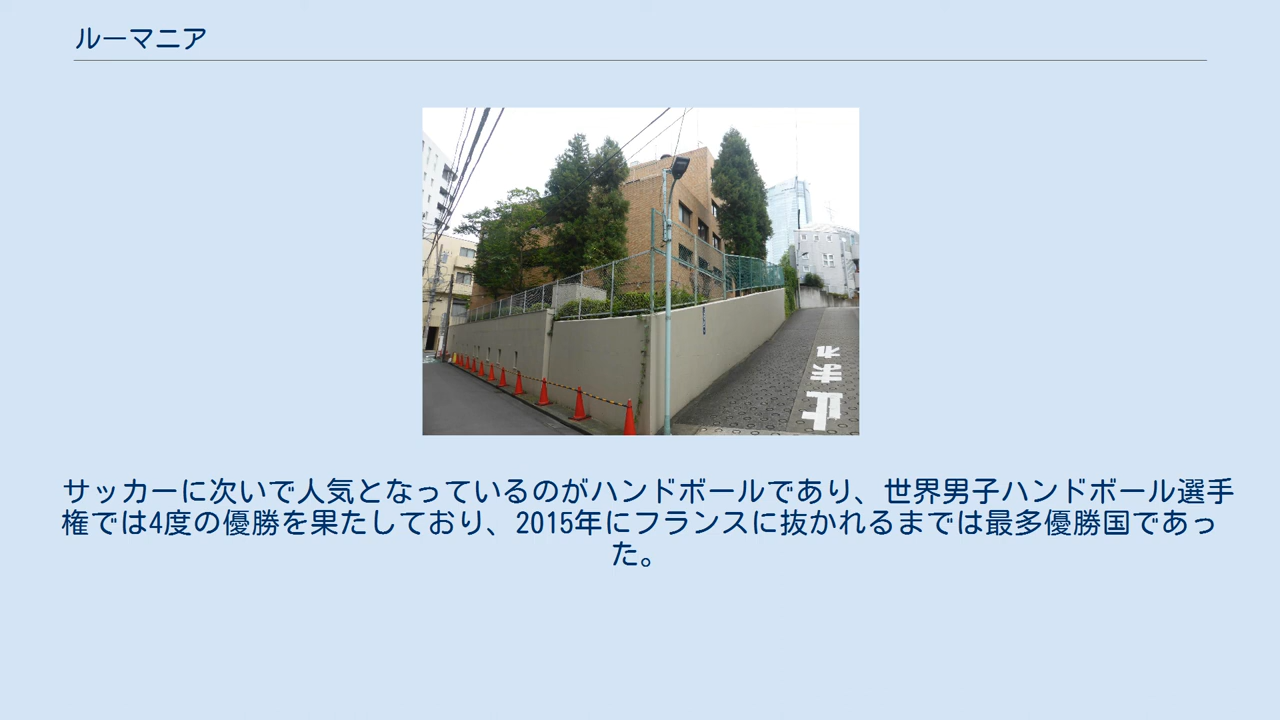 ルーマニア
止まれ
サッカーに次いで人気となっているのがハンドボールであり、世界男子ハンドボール選手
権では4度の優勝を果たしており、2015年にフランスに抜かれるまでは最多優勝国であっ
た。